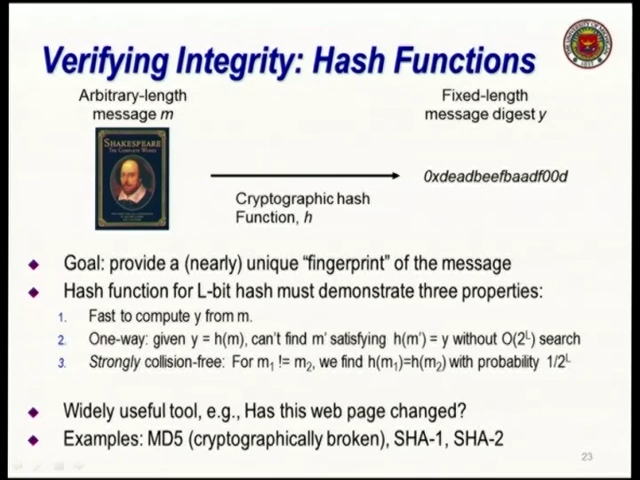 Verifying Integrity: Hash Functions
Arbitrary-length
message m
Fixed-length
message digest y
SHAKESPEARE
THE COMPLETE WORKS
0xdeadbeefbaadf00d
Cryptographic hash
Function, h
Goal: provide a (nearly) unique “fingerprint” of the message
Hash function for L-bit hash must demonstrate three properties:
1. Fast to compute y from m.
2. One-way: given y = h(m), can’t find m’ satisfying h(m’) = y without O(2^L) search
3. Strongly collision-free: For m1 != m2, we find h(m1)=h(m2) with probability 1/2^L
Widely useful tool, e.g., Has this web page changed?
Examples: MD5 (cryptographically broken), SHA-1, SHA-2
23